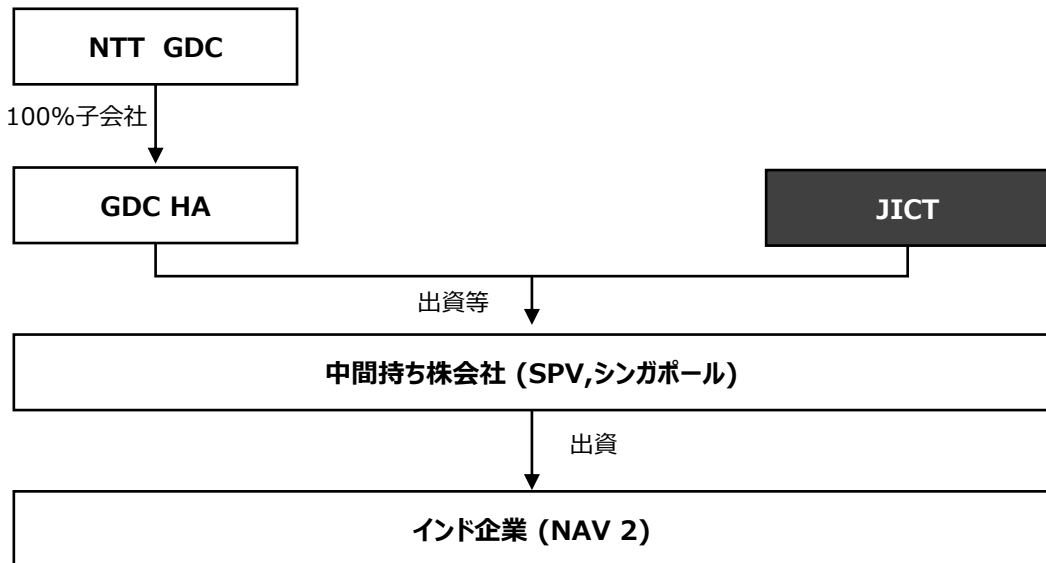 NTT GDC
100%子会社
GDC HA
JICT
出資等
中間持ち株会社 (SPV,シンガポール)
出資
インド企業 (NAV 2)